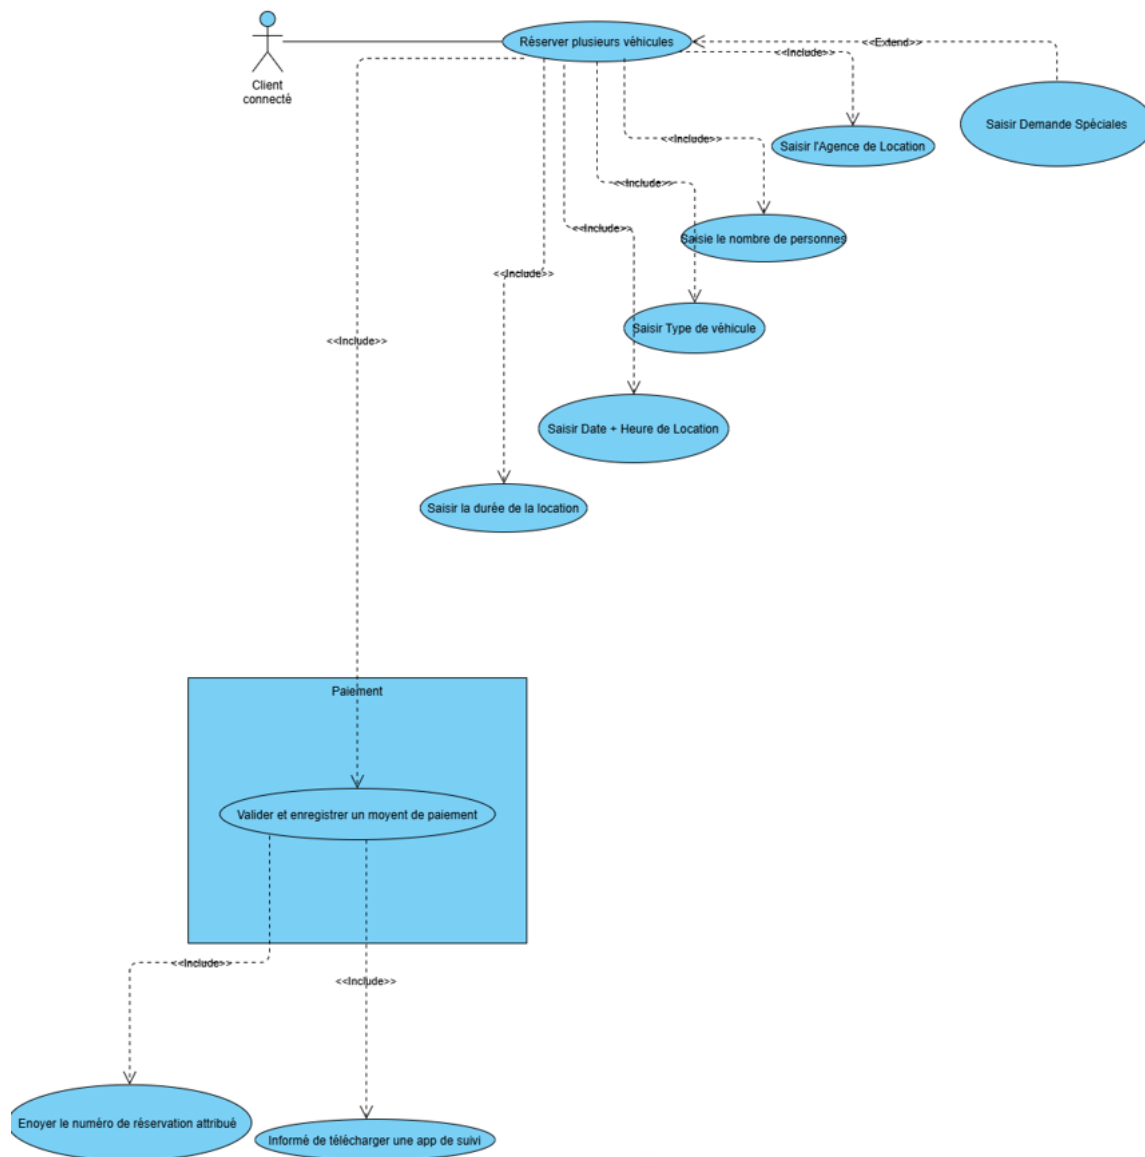 Réserver plusieurs véhicules
<<Extend>>
<<Include>>
Client
connecté
Saisir Demande Spéciales
<<Include>>
Saisir l'Agence de Location
<<Include>>
<<Include>>
Saisie le nombre de personnes
<<Include>>
Saisir Type de véhicule
<<Include>>
Saisir Date + Heure de Location
Saisir la durée de la location
Paiement
Valider et enregistrer un moyent de paiement
<<Include>>
<<Include>>
Enoyer le numéro de réservation attribué
Informé de télécharger une app de suivi